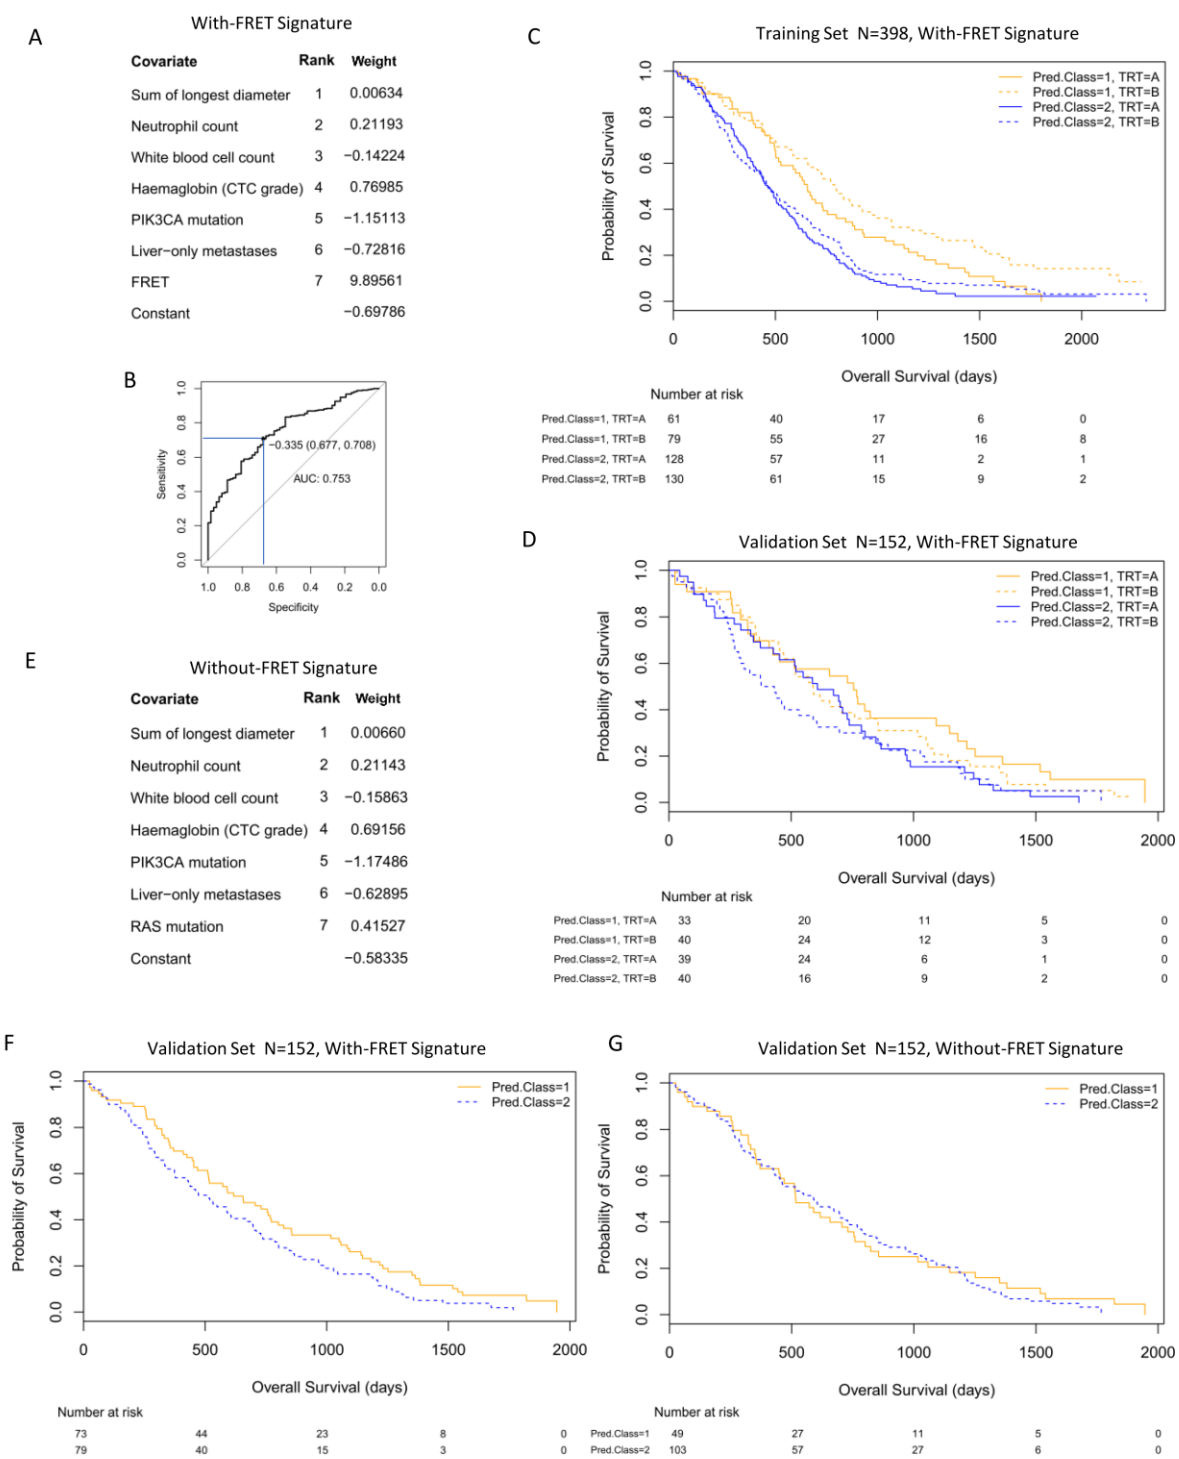 A
With-FRET Signature
Covariate Rank Weight
Sum of longest diameter 1 0.00634
Neutrophil count 2 0.21193
White blood cell count 3 −0.14224
Haemaglobin (CTC grade) 4 0.76985
PIK3CA mutation 5 −1.15113
Liver−only metastases 6 −0.72816
FRET 7 9.89561
Constant −0.69786
B
Sensitivity
1.0
0.8
0.6
0.4
0.2
0.0
−0.335 (0.677, 0.708)
AUC: 0.753
1.0 0.8 0.6 0.4 0.2 0.0
Specificity
C
Training Set N=398, With-FRET Signature
Probability of Survival
1.0
0.8
0.6
0.4
0.2
0.0
Pred.Class=1, TRT=A
Pred.Class=1, TRT=B
Pred.Class=2, TRT=A
Pred.Class=2, TRT=B
0 500 1000 1500 2000
Overall Survival (days)
Number at risk
Pred.Class=1, TRT=A 61 40 17 6 0
Pred.Class=1, TRT=B 79 55 27 16 8
Pred.Class=2, TRT=A 128 57 11 2 1
Pred.Class=2, TRT=B 130 61 15 9 2
D
Validation Set N=152, With-FRET Signature
Probability of Survival
1.0
0.8
0.6
0.4
0.2
0.0
Pred.Class=1, TRT=A
Pred.Class=1, TRT=B
Pred.Class=2, TRT=A
Pred.Class=2, TRT=B
0 500 1000 1500 2000
Overall Survival (days)
Number at risk
Pred.Class=1, TRT=A 33 20 11 5 0
Pred.Class=1, TRT=B 40 24 12 3 0
Pred.Class=2, TRT=A 39 24 6 1 0
Pred.Class=2, TRT=B 40 16 9 2 0
E
Without-FRET Signature
Covariate Rank Weight
Sum of longest diameter 1 0.00660
Neutrophil count 2 0.21143
White blood cell count 3 −0.15863
Haemaglobin (CTC grade) 4 0.69156
PIK3CA mutation 5 −1.17486
Liver−only metastases 6 −0.62895
RAS mutation 7 0.41527
Constant −0.58335
F
Validation Set N=152, With-FRET Signature
Probability of Survival
1.0
0.8
0.6
0.4
0.2
0.0
Pred.Class=1
Pred.Class=2
0 500 1000 1500 2000
Overall Survival (days)
Number at risk
73 44 23 8 0
79 40 15 3 0
G
Validation Set N=152, Without-FRET Signature
Probability of Survival
1.0
0.8
0.6
0.4
0.2
0.0
Pred.Class=1
Pred.Class=2
0 500 1000 1500 2000
Overall Survival (days)
Number at risk
Pred.Class=1 49 27 11 5 0
Pred.Class=2 103 57 27 6 0